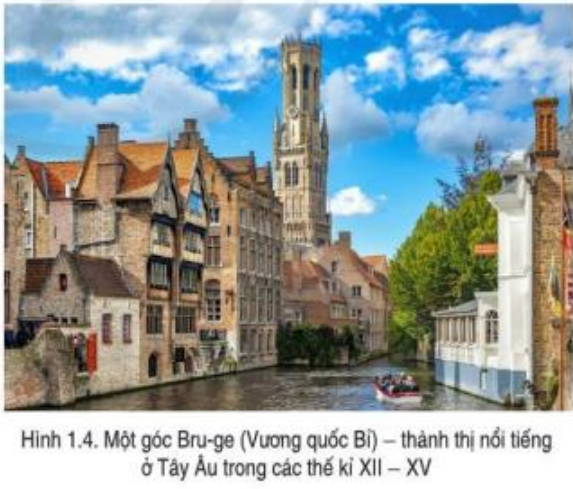 Hình 1.4. Một góc Bru-ge (Vương quốc Bỉ) – thành thị nổi tiếng
ở Tây Âu trong các thế kỉ XII – XV